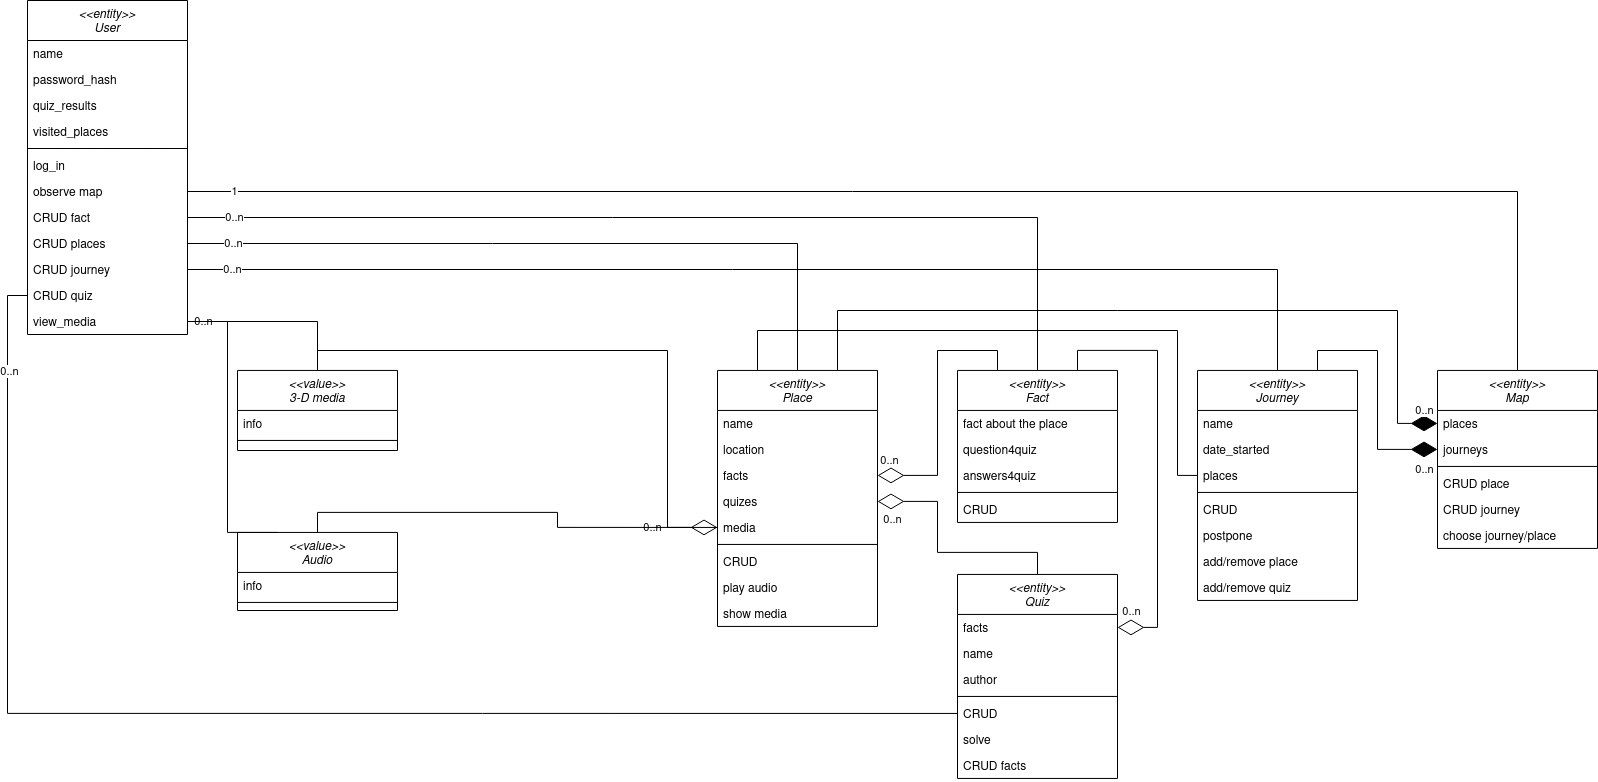 <<entity>>
User
name
password_hash
quiz_results
visited_places
log_in
observe map
CRUD fact
CRUD places
CRUD journey
CRUD quiz
view_media
1
0..n
0..n
0..n
0..n
0..n
<<value>>
3-D media
info
<<value>>
Audio
info
0..n
<<entity>>
Place
name
location
facts
quizes
media
CRUD
play audio
show media
0..n
0..n
<<entity>>
Fact
fact about the place
question4quiz
answers4quiz
CRUD
<<entity>>
Quiz
facts
name
author
CRUD
solve
CRUD facts
0..n
<<entity>>
Journey
name
date_started
places
CRUD
postpone
add/remove place
add/remove quiz
0..n
0..n
<<entity>>
Map
places
journeys
CRUD place
CRUD journey
choose journey/place